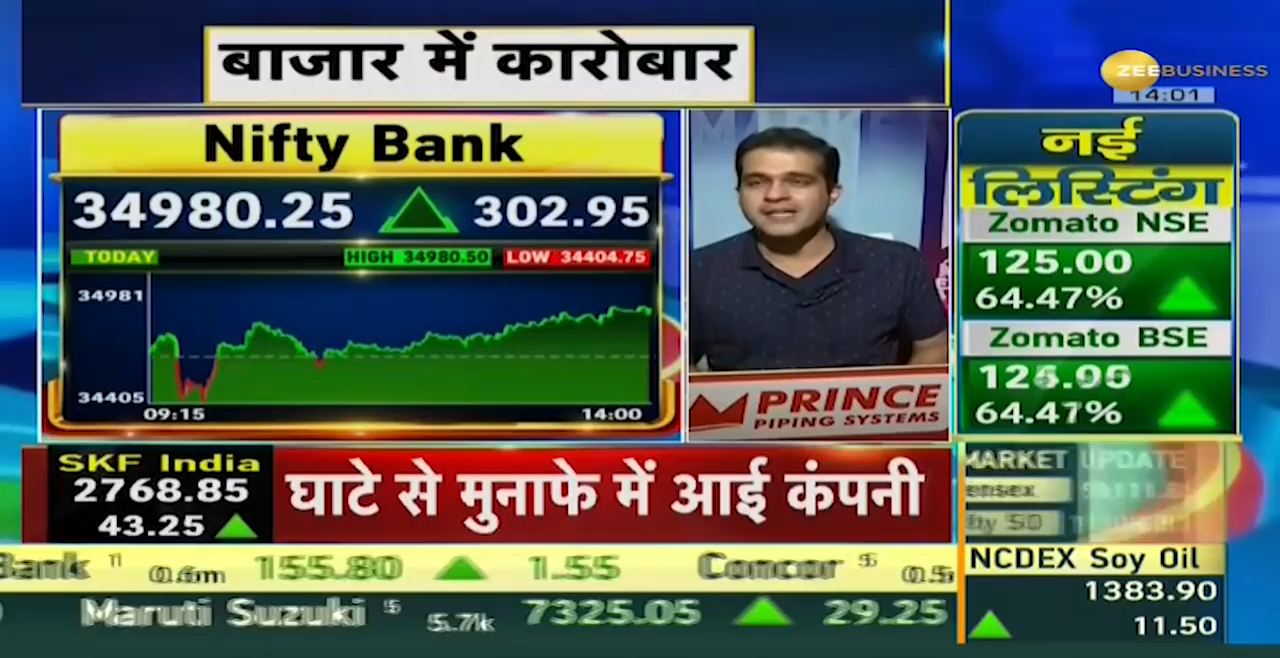 बाजार में कारोबार
ZEEBUSINESS
14:01
Nifty Bank
34980.25 302.95
TODAY HIGH 34980.50 LOW 34404.75
34981
34405
09:15 14:00
PRINCE
PIPING SYSTEMS
नई
लिस्टिंग
Zomato NSE
125.00
64.47%
Zomato BSE
64.47%
SKF India
2768.85
43.25
घाटे से मुनाफे में आई कंपनी
MARKET UPDATE
NCDEX Soy Oil
1383.90
11.50
Bank 155.80 1.55 Concor
Maruti Suzuki 5.7k 7325.05 29.25